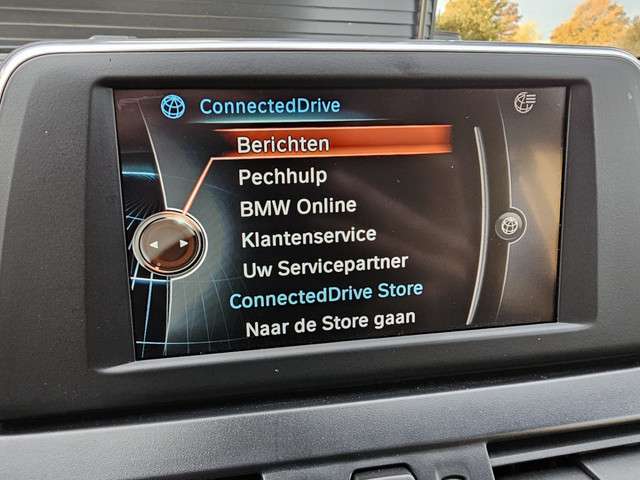 ConnectedDrive
Berichten
Pechhulp
BMW Online
Klantenservice
Uw Servicepartner
ConnectedDrive Store
Naar de Store gaan